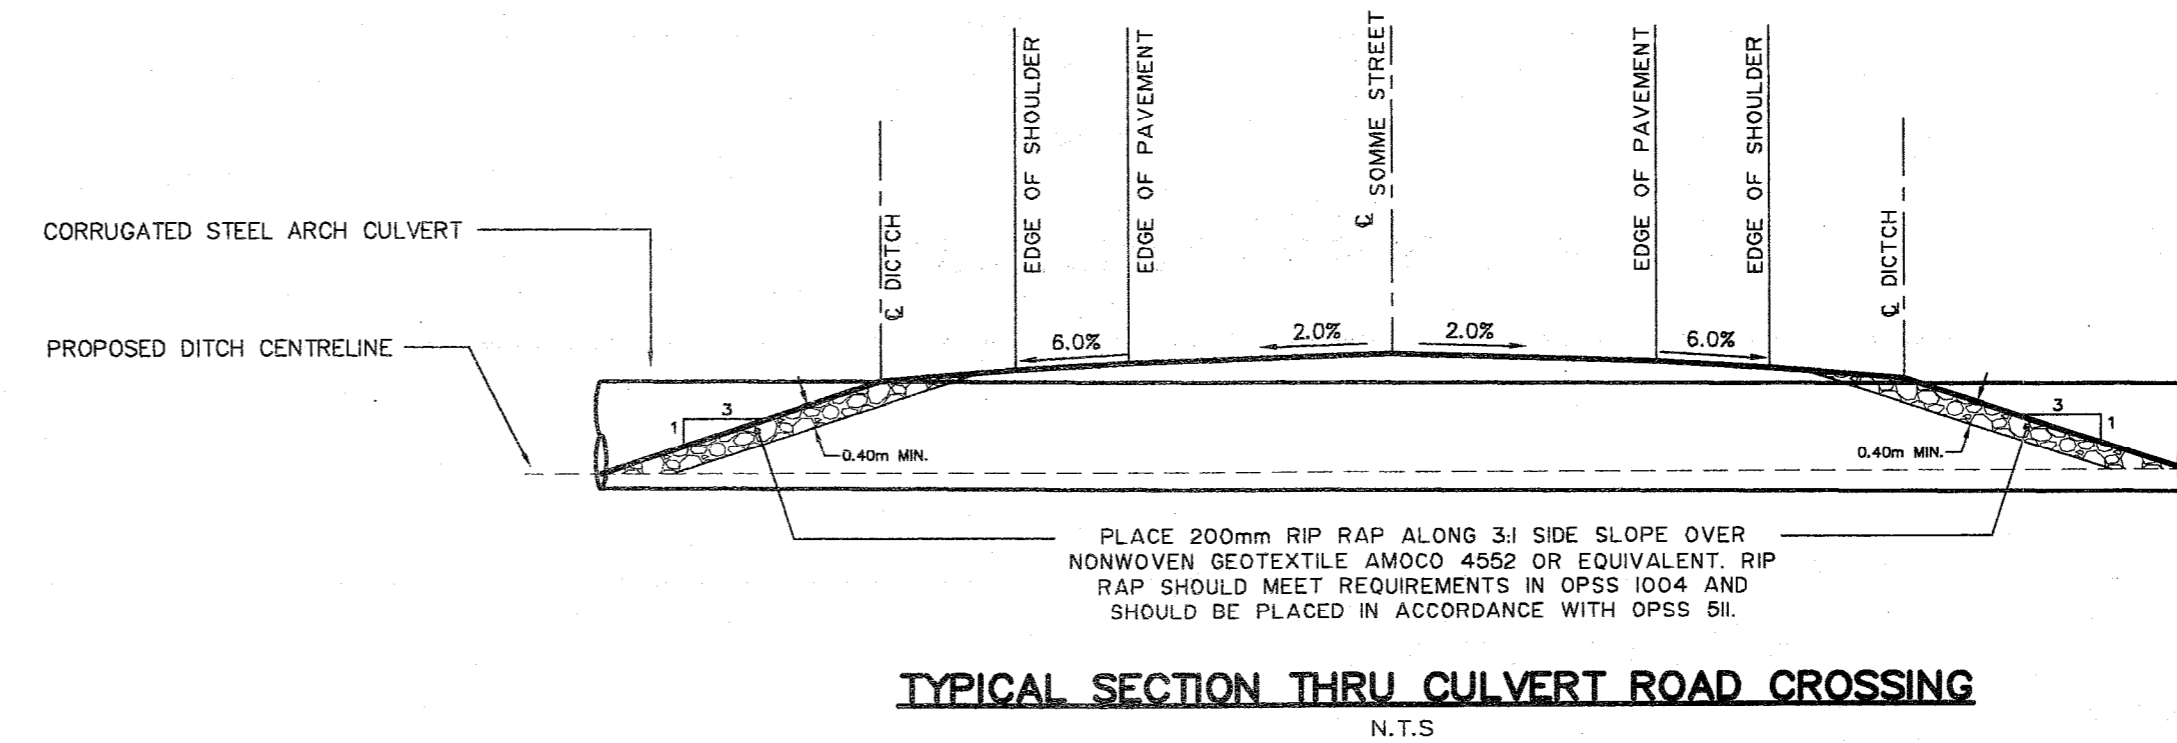 EDGE OF SHOULDER
EDGE OF PAVEMENT
℄ SOMME STREET
EDGE OF PAVEMENT
EDGE OF SHOULDER
℄ DICTCH
℄ DICTCH
CORRUGATED STEEL ARCH CULVERT
PROPOSED DITCH CENTRELINE
6.0%
2.0%
2.0%
6.0%
3
1
0.40m MIN.
3
1
0.40m MIN.
PLACE 200mm RIP RAP ALONG 3:1 SIDE SLOPE OVER
NONWOVEN GEOTEXTILE AMOCO 4552 OR EQUIVALENT. RIP
RAP SHOULD MEET REQUIREMENTS IN OPSS 1004 AND
SHOULD BE PLACED IN ACCORDANCE WITH OPSS 511.
TYPICAL SECTION THRU CULVERT ROAD CROSSING
N.T.S